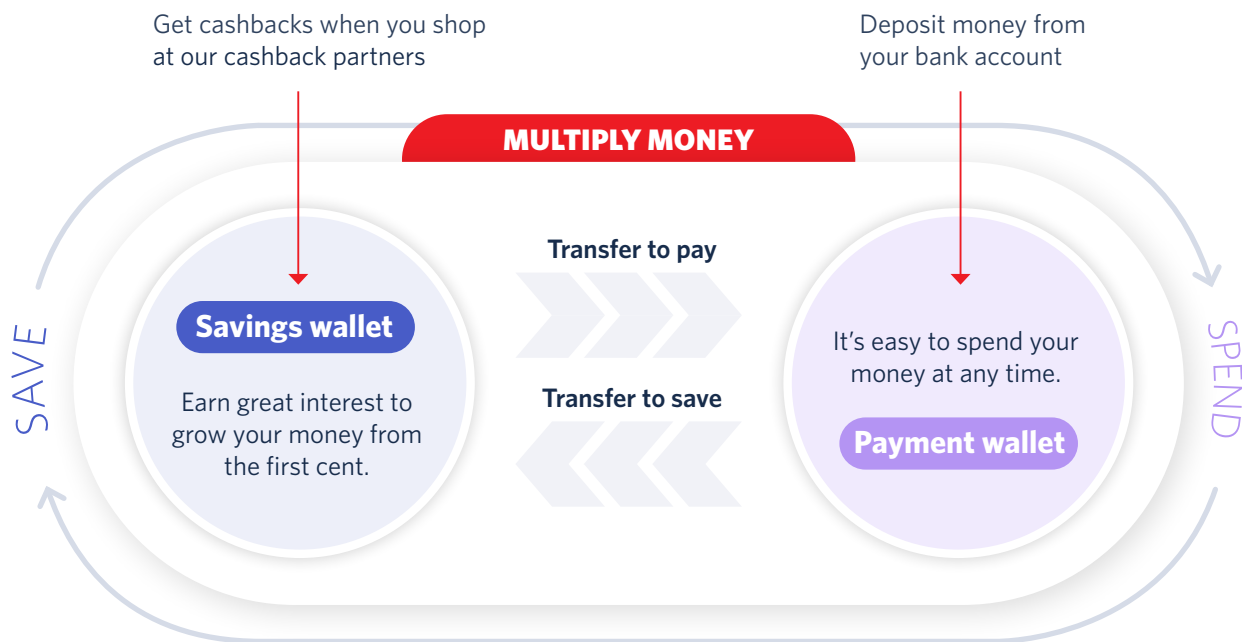 Get cashbacks when you shop
at our cashback partners
Deposit money from
your bank account
MULTIPLY MONEY
SAVE
Savings wallet
Earn great interest to
grow your money from
the first cent.
Transfer to pay
Transfer to save
It's easy to spend your
money at any time.
Payment wallet
SPEND